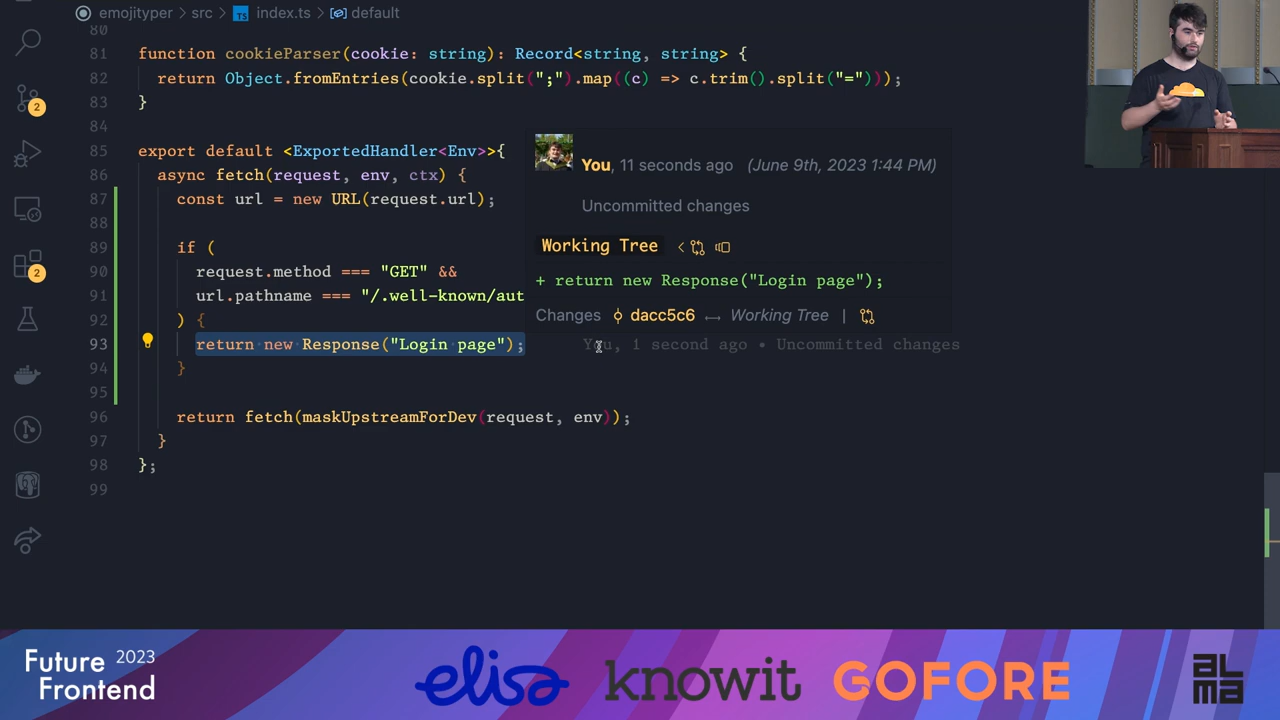 emojityper > src > TS index.ts > default
80
81 function cookieParser(cookie: string): Record<string, string> {
82 return Object.fromEntries(cookie.split(";").map((c) => c.trim().split("=")));
83 }
84
85 export default <ExportedHandler<Env>>{
86 async fetch(request, env, ctx) {
87 const url = new URL(request.url);
88
89 if (
90 request.method === "GET" &&
91 url.pathname === "/.well-known/aut
92 ) {
93 return new Response("Login page"); You, 1 second ago • Uncommitted changes
94 }
95
96 return fetch(maskUpstreamForDev(request, env));
97 }
98 };
99
You, 11 seconds ago (June 9th, 2023 1:44 PM)
Uncommitted changes
Working Tree
+ return new Response("Login page");
Changes dacc5c6 Working Tree |
2
2
Future 2023
Frontend
elisa
knowit
GOFORE
alma